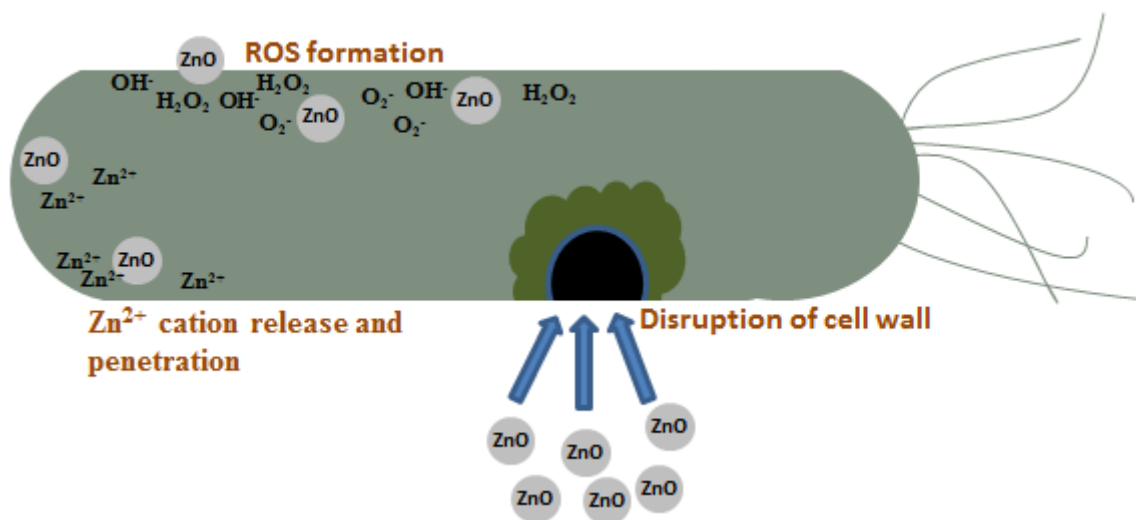 ZnO
ROS formation
OH⁻ H₂O₂ ZnO
H₂O₂ OH⁻ O₂⁻ OH⁻ H₂O₂
O₂⁻ ZnO O₂⁻
ZnO
Zn²⁺
Zn²⁺
Zn²⁺ ZnO
Zn²⁺ Zn²⁺
Zn²⁺ cation release and
penetration
Disruption of cell wall
ZnO ZnO ZnO
ZnO ZnO ZnO